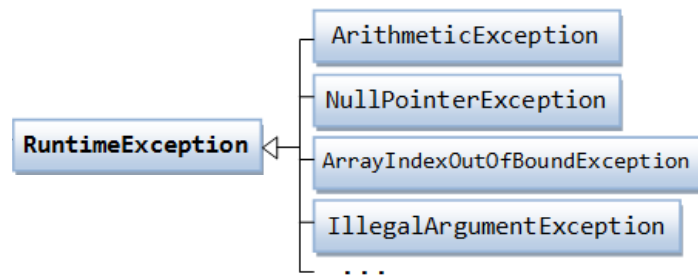 ArithmeticException
NullPointerException
RuntimeException
ArrayIndexOutOfBoundException
IllegalArgumentException
....